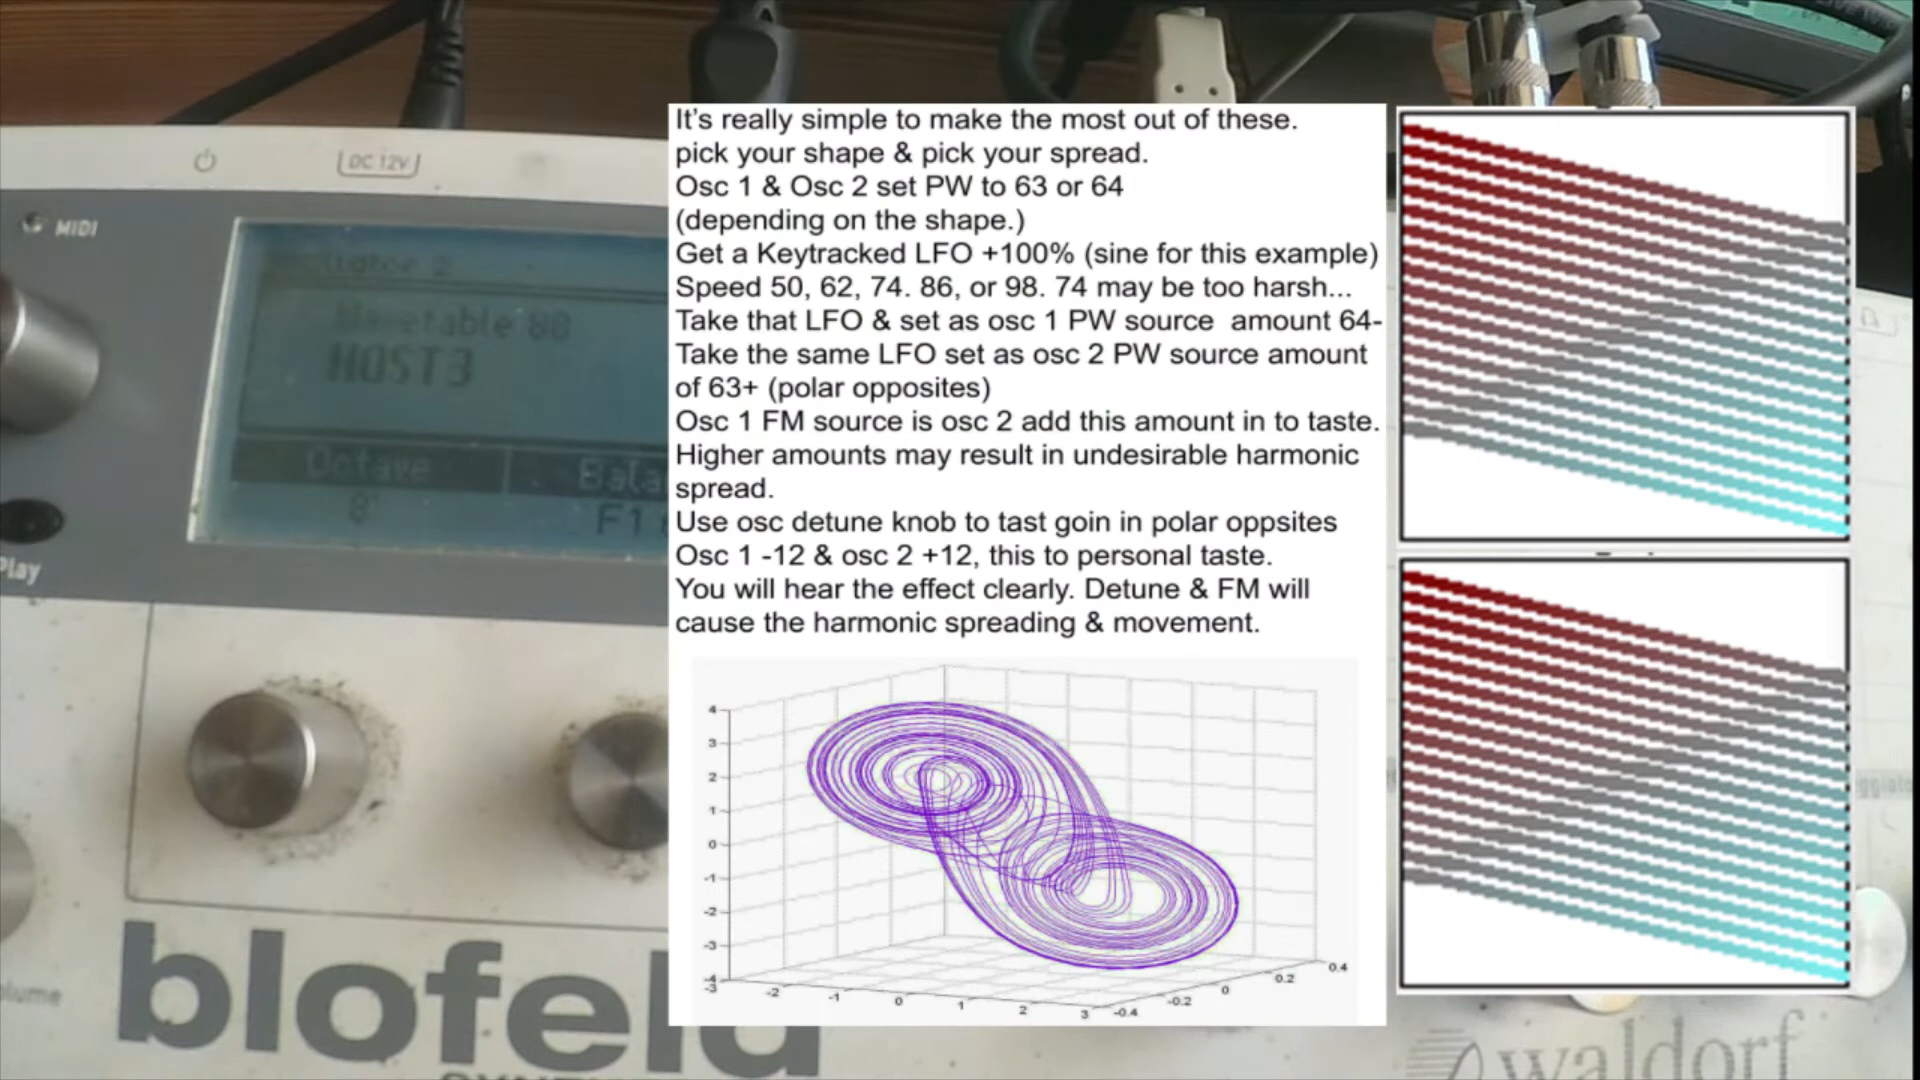 DC 12V
MIDI
Wavetable 80
HOST3
Octave
8'
Play
blofeld
It's really simple to make the most out of these.
pick your shape & pick your spread.
Osc 1 & Osc 2 set PW to 63 or 64
(depending on the shape.)
Get a Keytracked LFO +100% (sine for this example)
Speed 50, 62, 74. 86, or 98. 74 may be too harsh...
Take that LFO & set as osc 1 PW source  amount 64-
Take the same LFO set as osc 2 PW source amount
of 63+ (polar opposites)
Osc 1 FM source is osc 2 add this amount in to taste.
Higher amounts may result in undesirable harmonic
spread.
Use osc detune knob to tast goin in polar oppsites
Osc 1 -12 & osc 2 +12, this to personal taste.
You will hear the effect clearly. Detune & FM will
cause the harmonic spreading & movement.
4
3
2
1
0
-1
-2
-3
-4
-3 -2 -1 0 1 2 3
-0.4 -0.2 0 0.2 0.4
waldorf